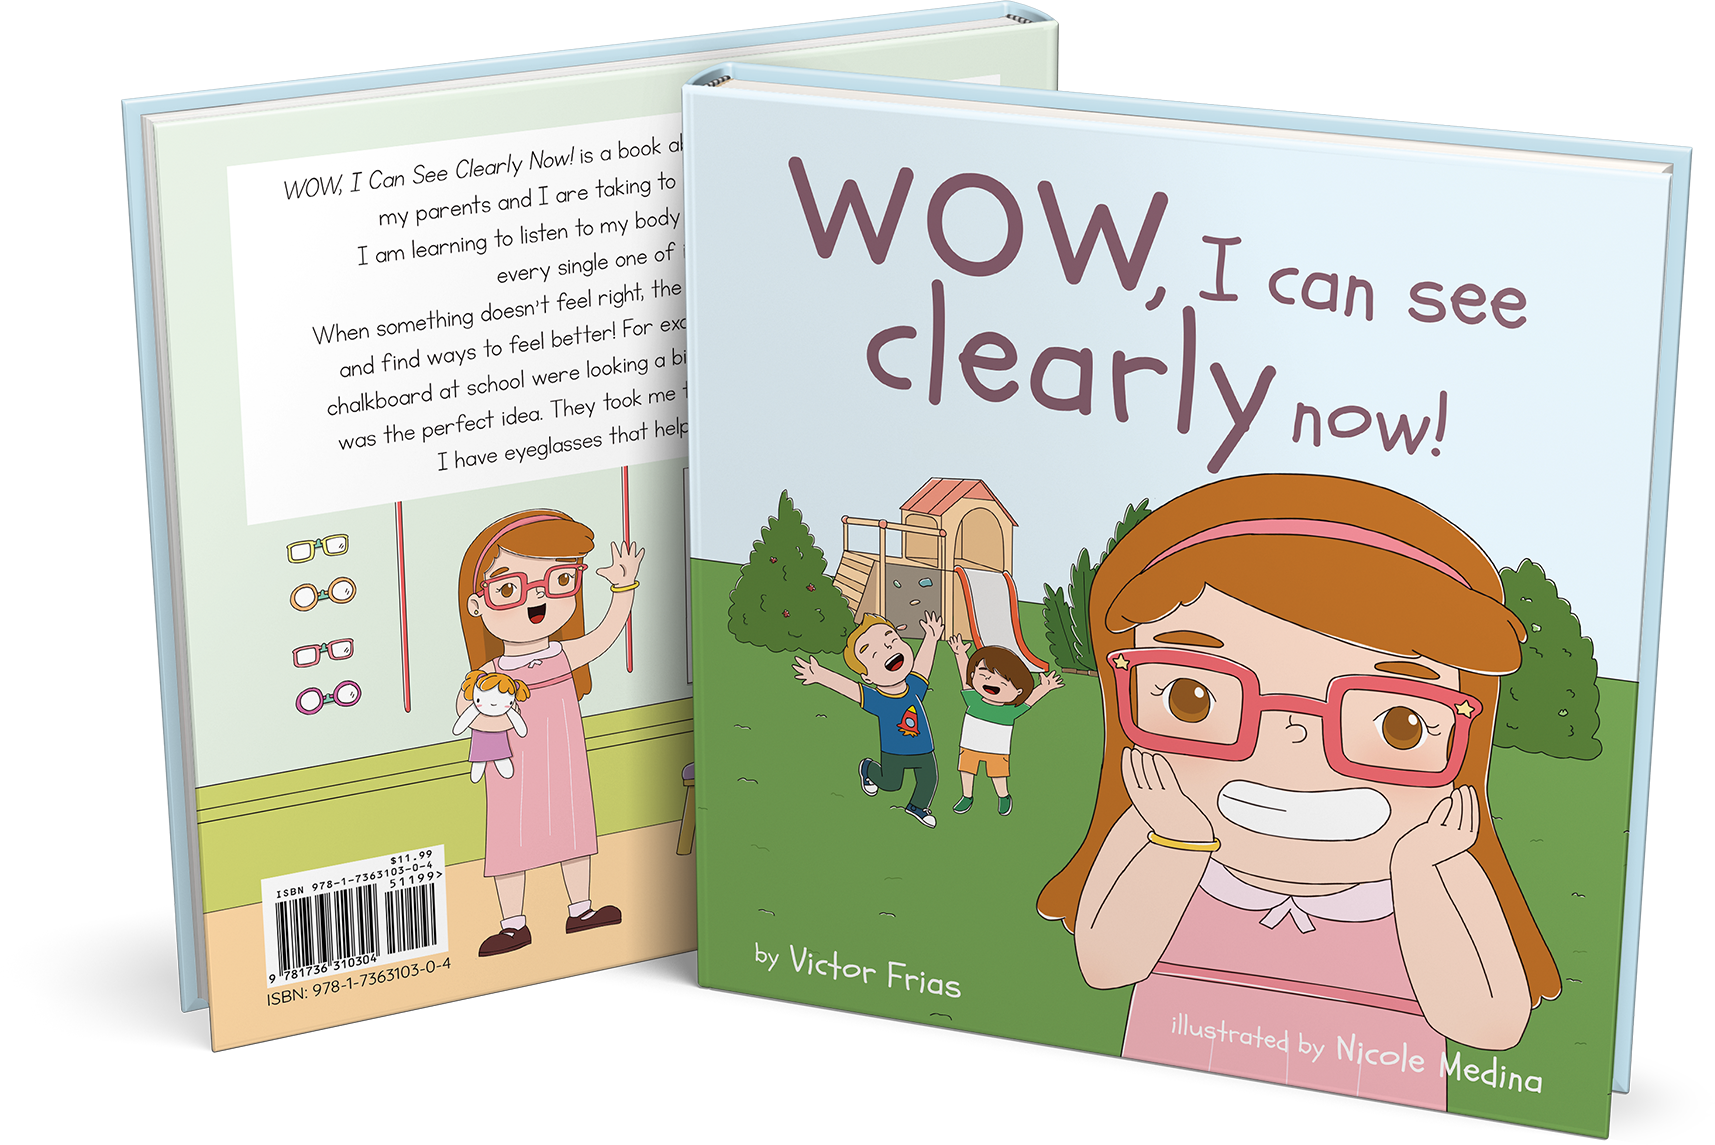 WOW, I Can See Clearly Now! is a book
my parents and I are taking to
I am learning to listen to my body
every single one of
When something doesn't feel right, the
and find ways to feel better! For
chalkboard at school were looking a
was the perfect idea. They took me
I have eyeglasses that help
$11.99
ISBN 978-1-7363103-0-4
51199>
9 781736 310304
ISBN: 978-1-7363103-0-4
WOW, I can see
clearly now!
by Victor Frias
illustrated by Nicole Medina